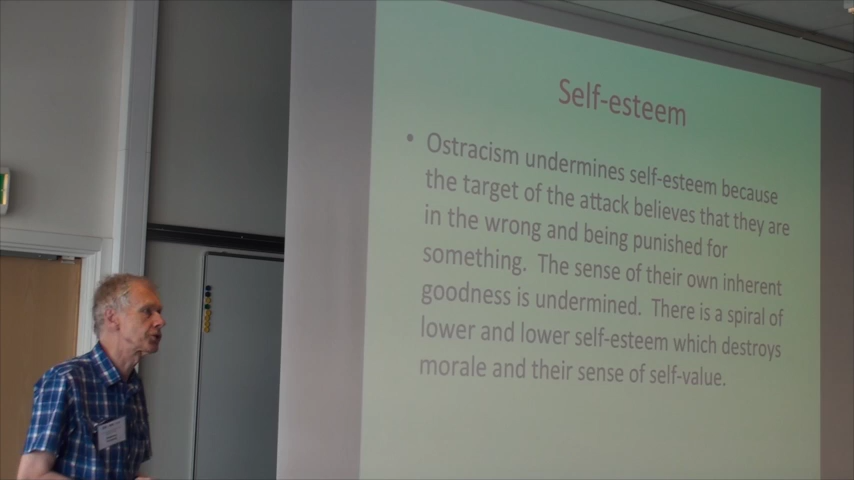 Self-esteem
• Ostracism undermines self-esteem because
the target of the attack believes that they are
in the wrong and being punished for
something. The sense of their own inherent
goodness is undermined. There is a spiral of
lower and lower self-esteem which destroys
morale and their sense of self-value.